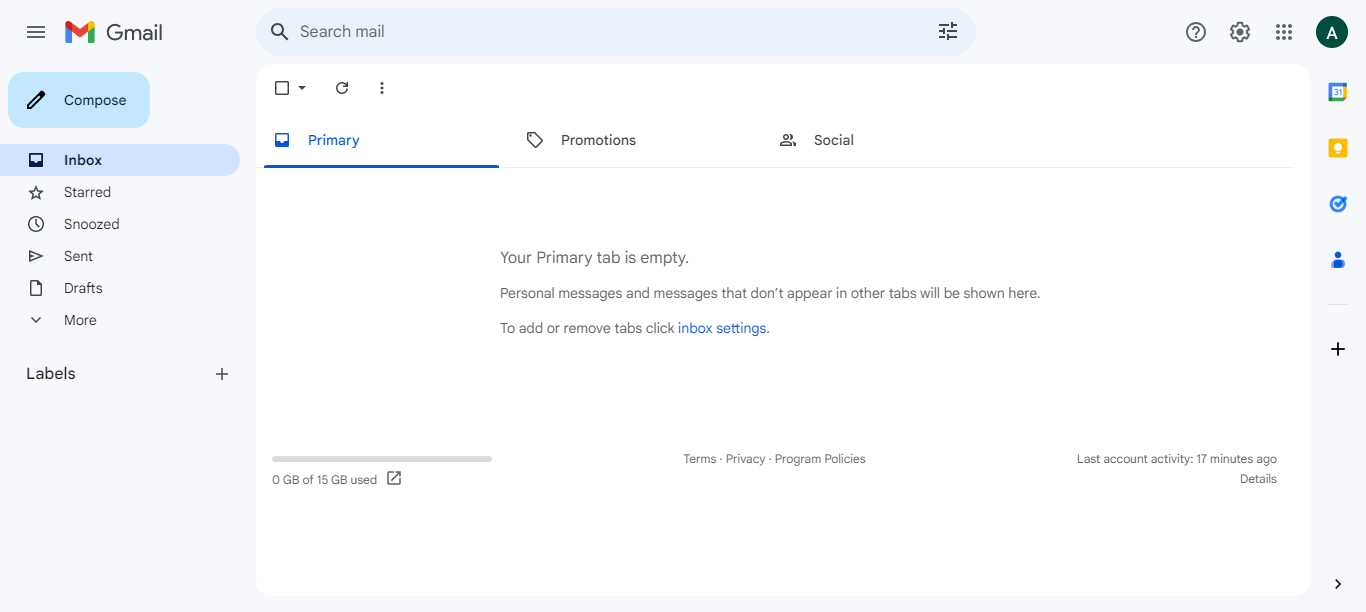 Gmail
Search mail
A
Compose
Inbox
Starred
Snoozed
Sent
Drafts
More
Labels
Primary
Promotions
Social
Your Primary tab is empty.
Personal messages and messages that don’t appear in other tabs will be shown here.
To add or remove tabs click inbox settings.
0 GB of 15 GB used
Terms · Privacy · Program Policies
Last account activity: 17 minutes ago
Details
31